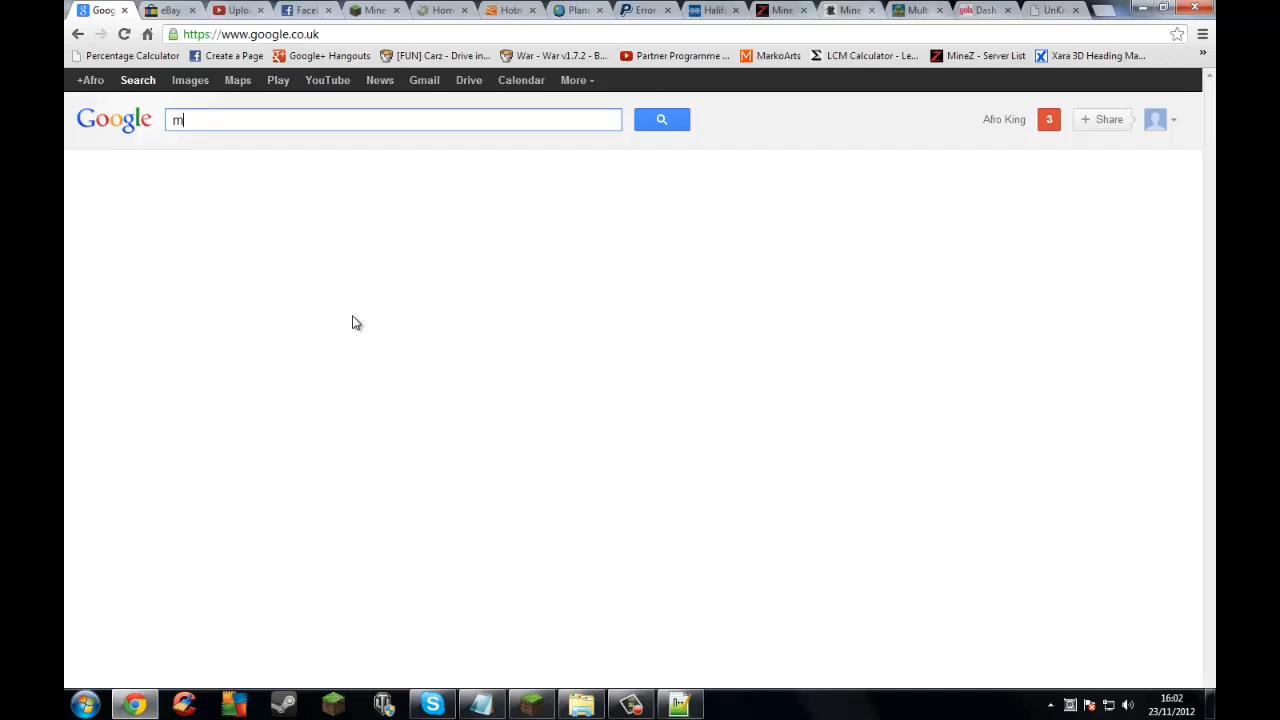 Goog
eBay
Uplo
Facel
Mine
Hom
Hotn
Plan
Error
Halif
Mine
Mine
Mult
yola Dash
UnK
https://www.google.co.uk
Percentage Calculator
Create a Page
Google+ Hangouts
[FUN] Carz - Drive in...
War - War v1.7.2 - B...
Partner Programme ...
MarkoArts
LCM Calculator - Le...
MineZ - Server List
Xara 3D Heading Ma...
+Afro Search Images Maps Play YouTube News Gmail Drive Calendar More
Google
m
Afro King
3
+ Share
16:02
23/11/2012